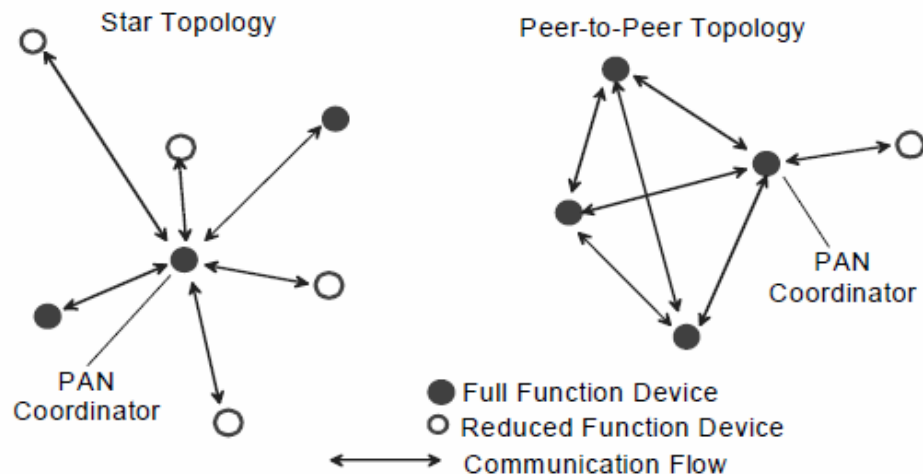 Star Topology
Peer-to-Peer Topology
PAN
Coordinator
PAN
Coordinator
Full Function Device
Reduced Function Device
Communication Flow